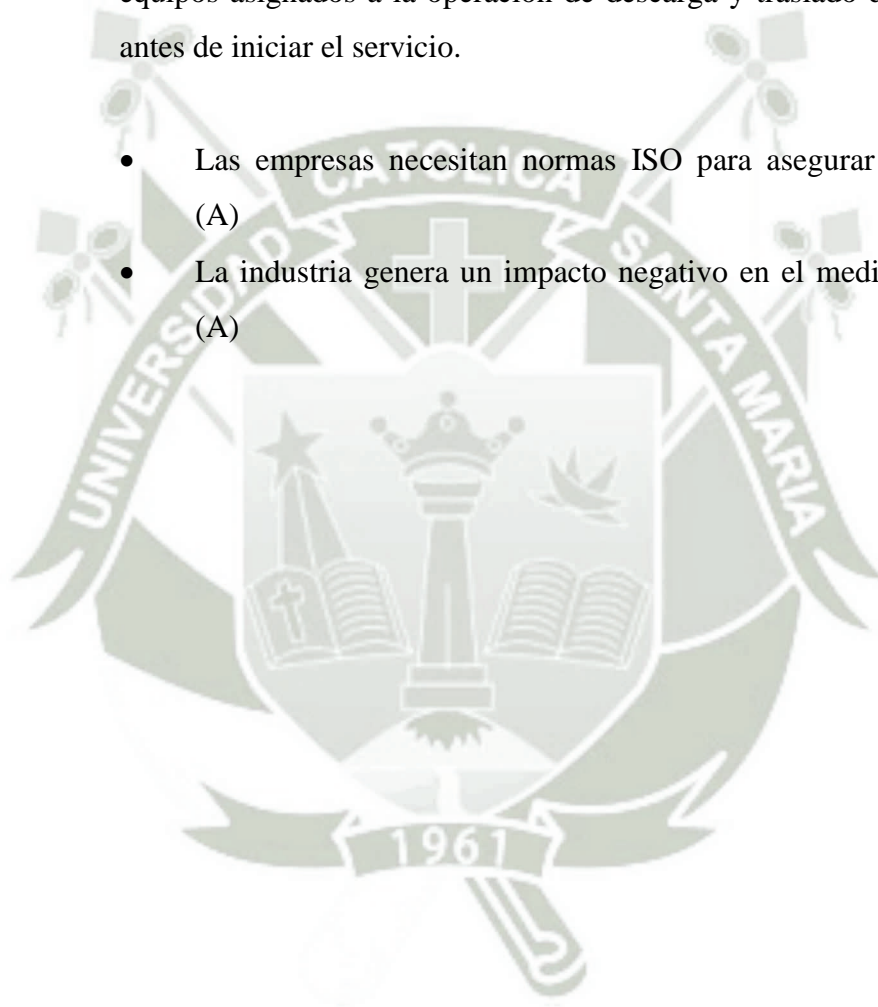 equipos asignados a la operación de descarga y traslado
antes de iniciar el servicio.
• Las empresas necesitan normas ISO para asegurar
(A)
• La industria genera un impacto negativo en el medi
(A)
UNIVERSIDAD CATOLICA SANTA MARIA
1961